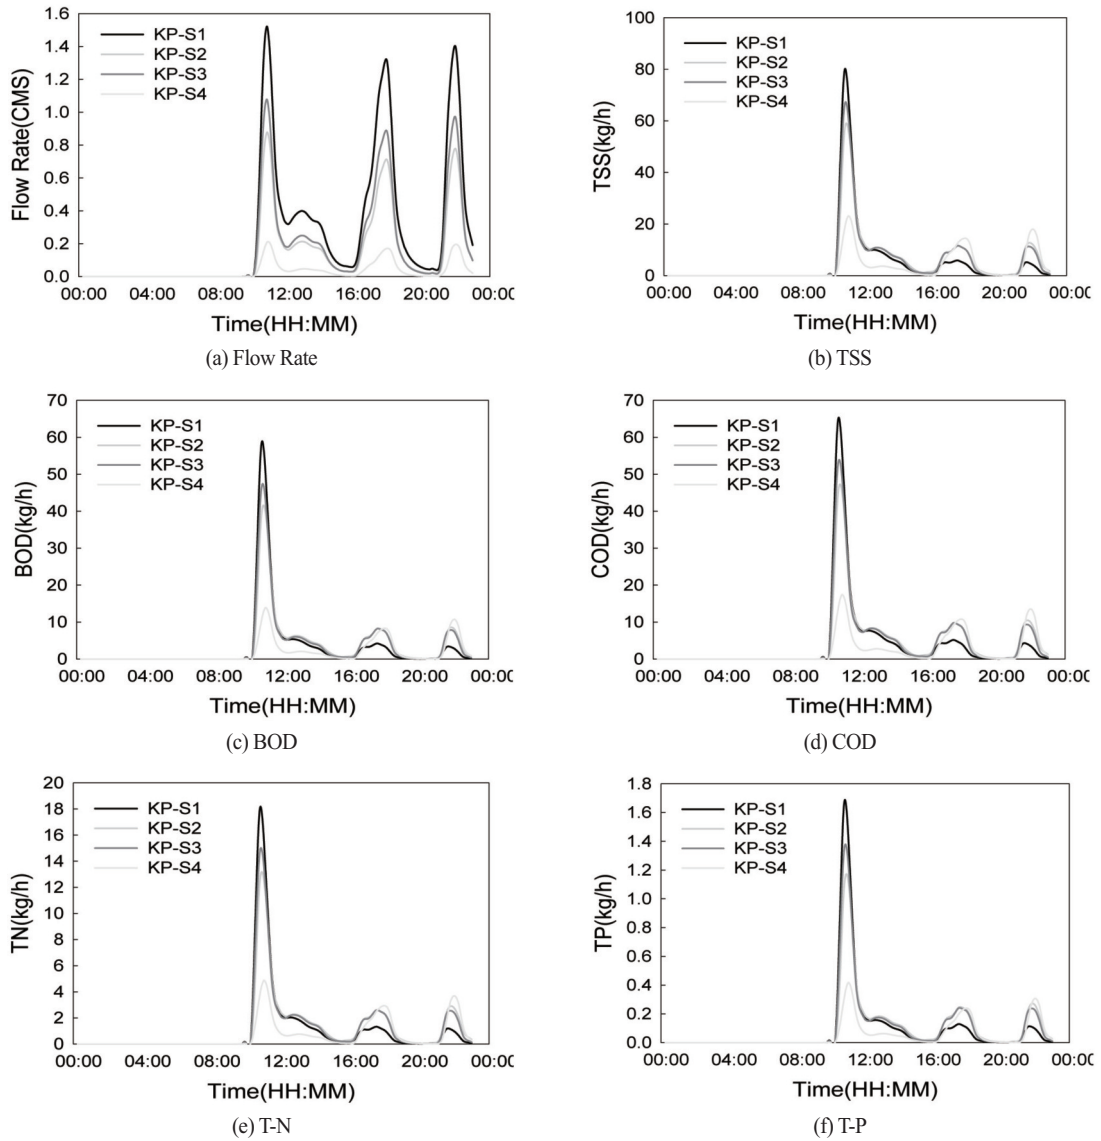 1.6
1.4
1.2
1.0
0.8
0.6
0.4
0.2
0.0
Flow Rate(CMS)
KP-S1
KP-S2
KP-S3
KP-S4
00:00 04:00 08:00 12:00 16:00 20:00 00:00
Time(HH:MM)
(a) Flow Rate
100
80
60
40
20
0
TSS(kg/h)
KP-S1
KP-S2
KP-S3
KP-S4
00:00 04:00 08:00 12:00 16:00 20:00 00:00
Time(HH:MM)
(b) TSS
70
60
50
40
30
20
10
0
BOD(kg/h)
KP-S1
KP-S2
KP-S3
KP-S4
00:00 04:00 08:00 12:00 16:00 20:00 00:00
Time(HH:MM)
(c) BOD
70
60
50
40
30
20
10
0
COD(kg/h)
KP-S1
KP-S2
KP-S3
KP-S4
00:00 04:00 08:00 12:00 16:00 20:00 00:00
Time(HH:MM)
(d) COD
20
18
16
14
12
10
8
6
4
2
0
TN(kg/h)
KP-S1
KP-S2
KP-S3
KP-S4
00:00 04:00 08:00 12:00 16:00 20:00 00:00
Time(HH:MM)
(e) T-N
1.8
1.6
1.4
1.2
1.0
0.8
0.6
0.4
0.2
0.0
TP(kg/h)
KP-S1
KP-S2
KP-S3
KP-S4
00:00 04:00 08:00 12:00 16:00 20:00 00:00
Time(HH:MM)
(f) T-P